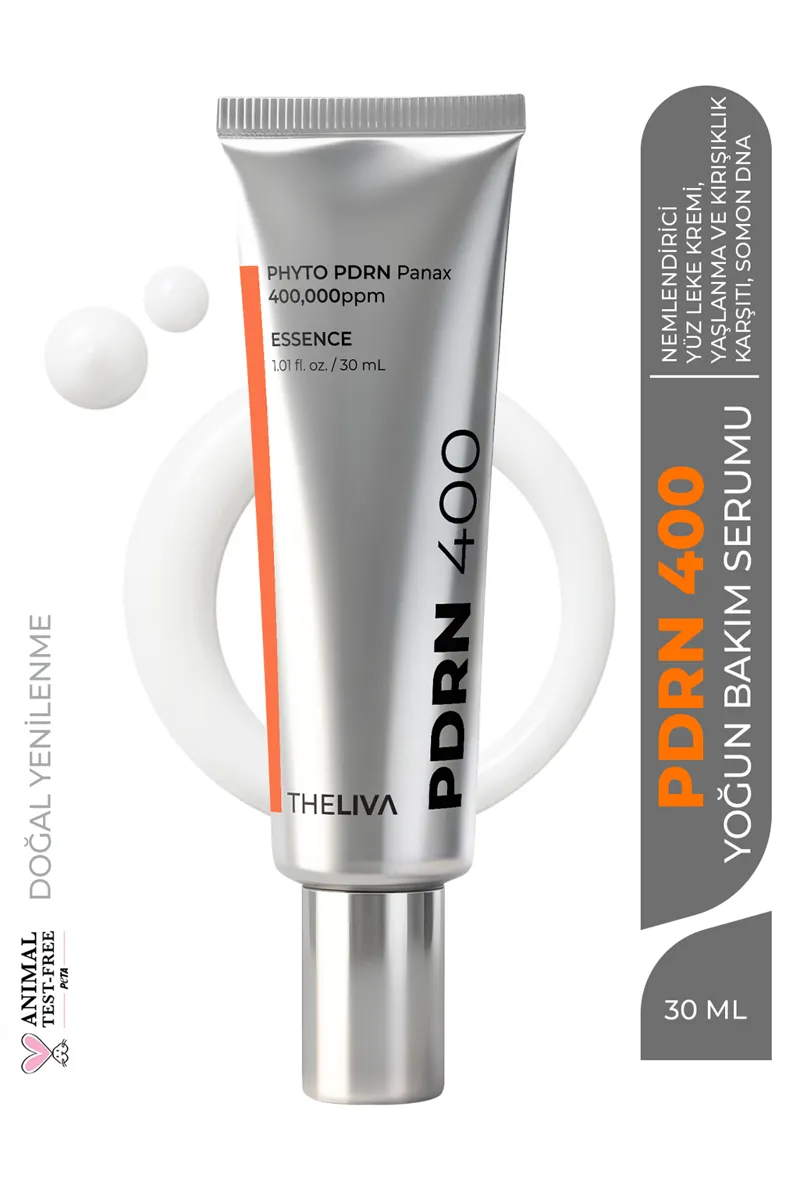 PHYTO PDRN Panax
400,000ppm
ESSENCE
1.01 fl. oz. / 30 mL
PDRN 400
THELIVA
NEMLENDİRİCİ
YÜZ LEKE KREMİ,
YAŞLANMA VE KIRIŞIKLIK
KARŞITI, SOMON DNA
PDRN 400
YOĞUN BAKIM SERUMU
30 ML
DOĞAL YENİLENME
ANIMAL
TEST-FREE
PETA